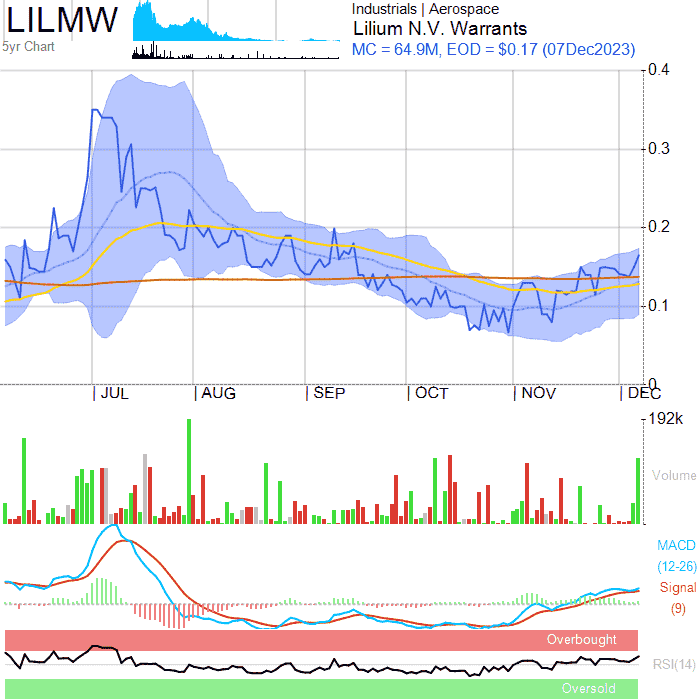 LILMW
5yr Chart
Industrials | Aerospace
Lilium N.V. Warrants
MC = 64.9M, EOD = $0.17 (07Dec2023)
0.4
0.3
0.2
0.1
0
JUL AUG SEP OCT NOV DEC
192k
Volume
MACD
(12-26)
Signal
(9)
Overbought
RSI(14)
Oversold